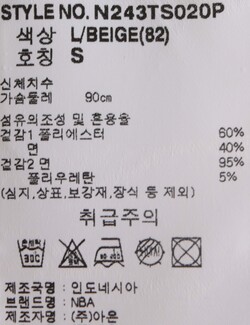 STYLE NO. N243TS020P
색상 L/BEIGE(82)
호칭 S
신체치수
가슴둘레 90cm
섬유의조성 및 혼용율
겉감1 폴리에스터 60%
면 40%
겉감2 면 95%
폴리우레탄 5%
(심지,상표,보강재,장식 등 제외)
취급주의
제조국명 : 인도네시아
브랜드명 : NBA
제조자명 : (주)아은